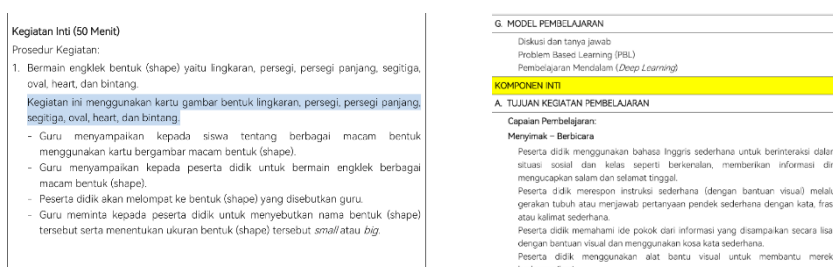 Kegiatan Inti (50 Menit)
Prosedur Kegiatan:
1. Bermain engklek bentuk (shape) yaitu lingkaran, persegi, persegi panjang, segitiga,
oval, heart, dan bintang.
Kegiatan ini menggunakan kartu gambar bentuk lingkaran, persegi, persegi panjang,
segitiga, oval, heart, dan bintang.
- Guru menyampaikan kepada siswa tentang berbagai macam bentuk
menggunakan kartu bergambar macam bentuk (shape).
- Guru menyampaikan kepada peserta didik untuk bermain engklek berbagai
macam bentuk (shape).
- Peserta didik akan melompat ke bentuk (shape) yang disebutkan guru.
- Guru meminta kepada peserta didik untuk menyebutkan nama bentuk (shape)
tersebut serta menentukan ukuran bentuk (shape) tersebut small atau big.
G. MODEL PEMBELAJARAN
Diskusi dan tanya jawab
Problem Based Learning (PBL)
Pembelajaran Mendalam (Deep Learning)
KOMPONEN INTI
A. TUJUAN KEGIATAN PEMBELAJARAN
Capaian Pembelajaran:
Menyimak – Berbicara
Peserta didik menggunakan bahasa Inggris sederhana untuk berinteraksi dalam
situasi sosial dan kelas seperti berkenalan, memberikan informasi diri
mengucapkan salam dan selamat tinggal.
Peserta didik merespon instruksi sederhana (dengan bantuan visual) melalu
gerakan tubuh atau menjawab pertanyaan pendek sederhana dengan kata, fras
atau kalimat sederhana.
Peserta didik memahami ide pokok dari informasi yang disampaikan secara lisa
dengan bantuan visual dan menggunakan kosa kata sederhana.
Peserta didik menggunakan alat bantu visual untuk membantu merek